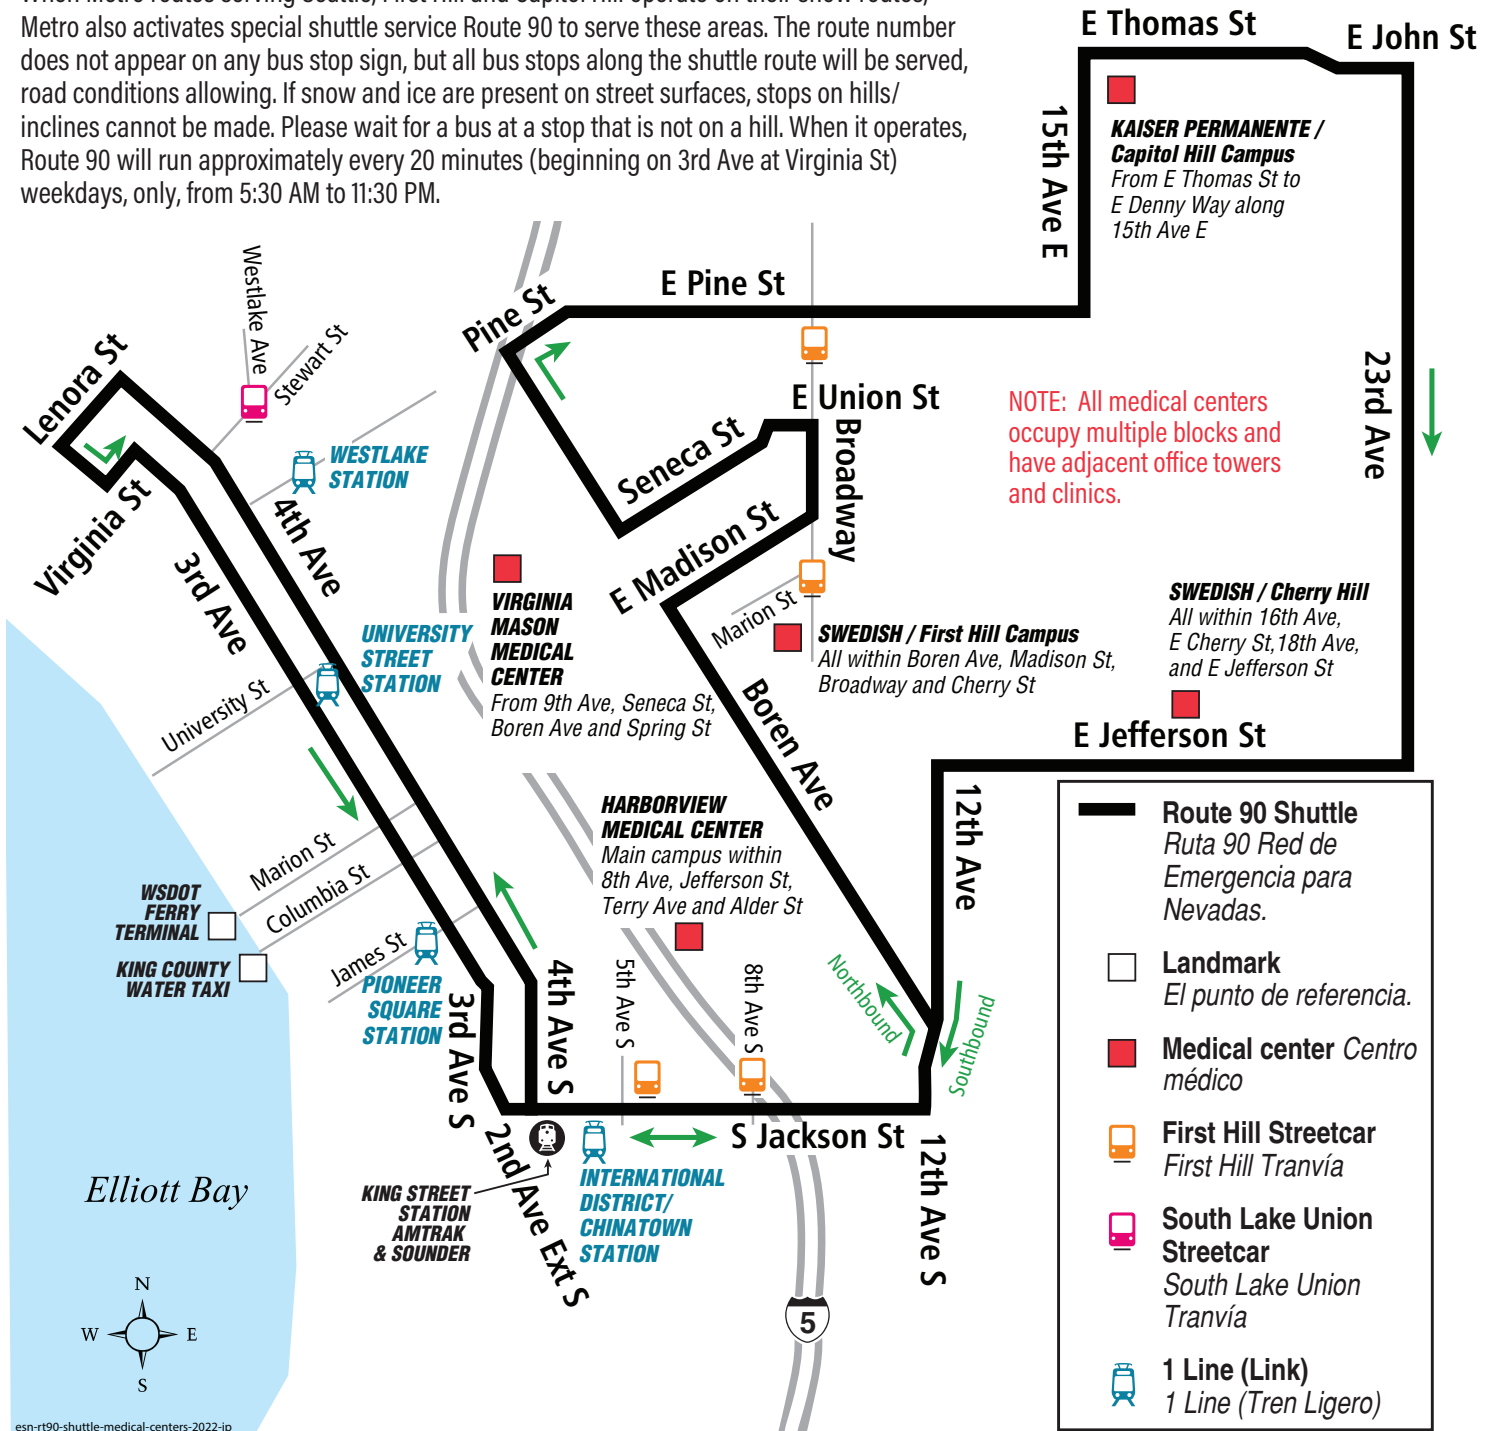 When Metro routes serving Seattle, First Hill and Capitol Hill operate on their snow routes,
Metro also activates special shuttle service Route 90 to serve these areas. The route number
does not appear on any bus stop sign, but all bus stops along the shuttle route will be served,
road conditions allowing. If snow and ice are present on street surfaces, stops on hills/
inclines cannot be made. Please wait for a bus at a stop that is not on a hill. When it operates,
Route 90 will run approximately every 20 minutes (beginning on 3rd Ave at Virginia St)
weekdays, only, from 5:30 AM to 11:30 PM.
E Thomas St
E John St
15th Ave E
KAISER PERMANENTE /
Capitol Hill Campus
From E Thomas St to
E Denny Way along
15th Ave E
E Pine St
Pine St
Westlake Ave
Stewart St
Lenora St
Virginia St
WESTLAKE
STATION
4th Ave
3rd Ave
E Union St
Seneca St
Broadway
E Madison St
NOTE: All medical centers
occupy multiple blocks and
have adjacent office towers
and clinics.
23rd Ave
VIRGINIA
MASON
MEDICAL
CENTER
From 9th Ave, Seneca St,
Boren Ave and Spring St
UNIVERSITY
STREET
STATION
University St
Marion St
SWEDISH / First Hill Campus
All within Boren Ave, Madison St,
Broadway and Cherry St
SWEDISH / Cherry Hill
All within 16th Ave,
E Cherry St,18th Ave,
and E Jefferson St
E Jefferson St
Boren Ave
12th Ave
HARBORVIEW
MEDICAL CENTER
Main campus within
8th Ave, Jefferson St,
Terry Ave and Alder St
Marion St
Columbia St
James St
WSDOT
FERRY
TERMINAL
KING COUNTY
WATER TAXI
PIONEER
SQUARE
STATION
3rd Ave S
4th Ave S
5th Ave S
8th Ave S
Northbound
Southbound
S Jackson St
12th Ave S
2nd Ave Ext S
KING STREET
STATION
AMTRAK
& SOUNDER
INTERNATIONAL
DISTRICT/
CHINATOWN
STATION
5
Elliott Bay
N
W
E
S
Route 90 Shuttle
Ruta 90 Red de
Emergencia para
Nevadas.
Landmark
El punto de referencia.
Medical center Centro
médico
First Hill Streetcar
First Hill Tranvía
South Lake Union
Streetcar
South Lake Union
Tranvía
1 Line (Link)
1 Line (Tren Ligero)
esn-rt90-shuttle-medical-centers-2022-ip